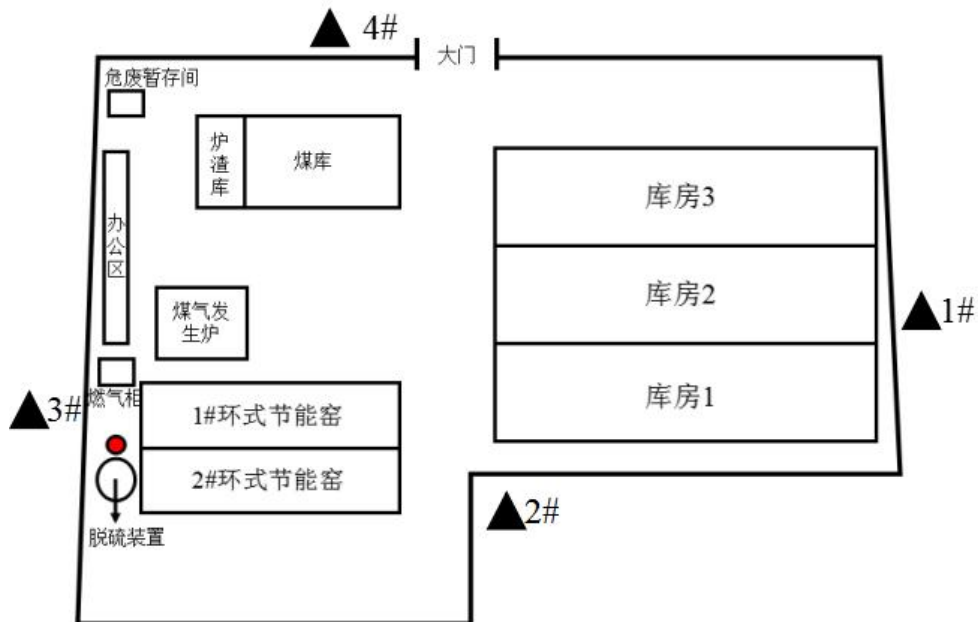 ▲ 4#
大门
危废暂存间
炉
渣
库
煤库
库房3
办
公
区
库房2
煤气发
生炉
▲1#
燃气柜
▲3#
1#环式节能窑
库房1
2#环式节能窑
▲2#
脱硫装置